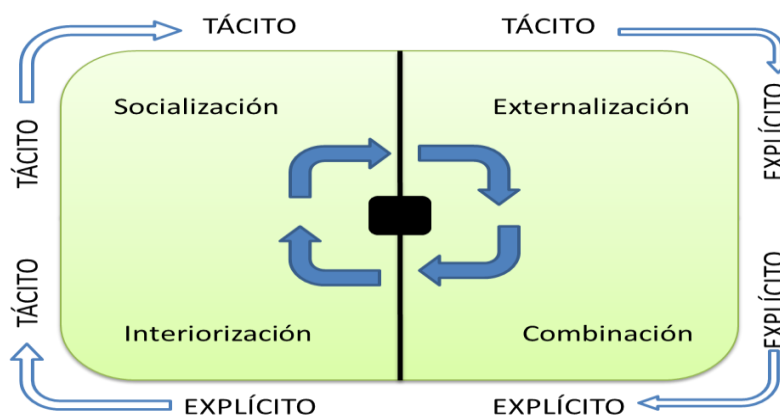 TÁCITO TÁCITO
Socialización Externalización
TÁCITO EXPLÍCITO
TÁCITO EXPLÍCITO
Interiorización Combinación
EXPLÍCITO EXPLÍCITO